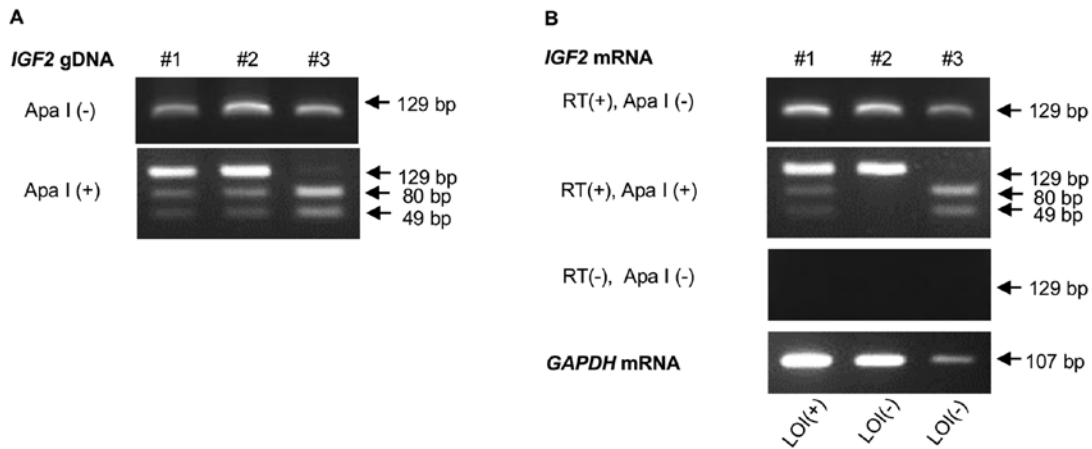 A
IGF2 gDNA #1 #2 #3
Apa I (-) 129 bp
Apa I (+) 129 bp
80 bp
49 bp
B
IGF2 mRNA #1 #2 #3
RT(+), Apa I (-) 129 bp
RT(+), Apa I (+) 129 bp
80 bp
49 bp
RT(-), Apa I (-) 129 bp
GAPDH mRNA 107 bp
LOI(+) LOI(-) LOI(-)